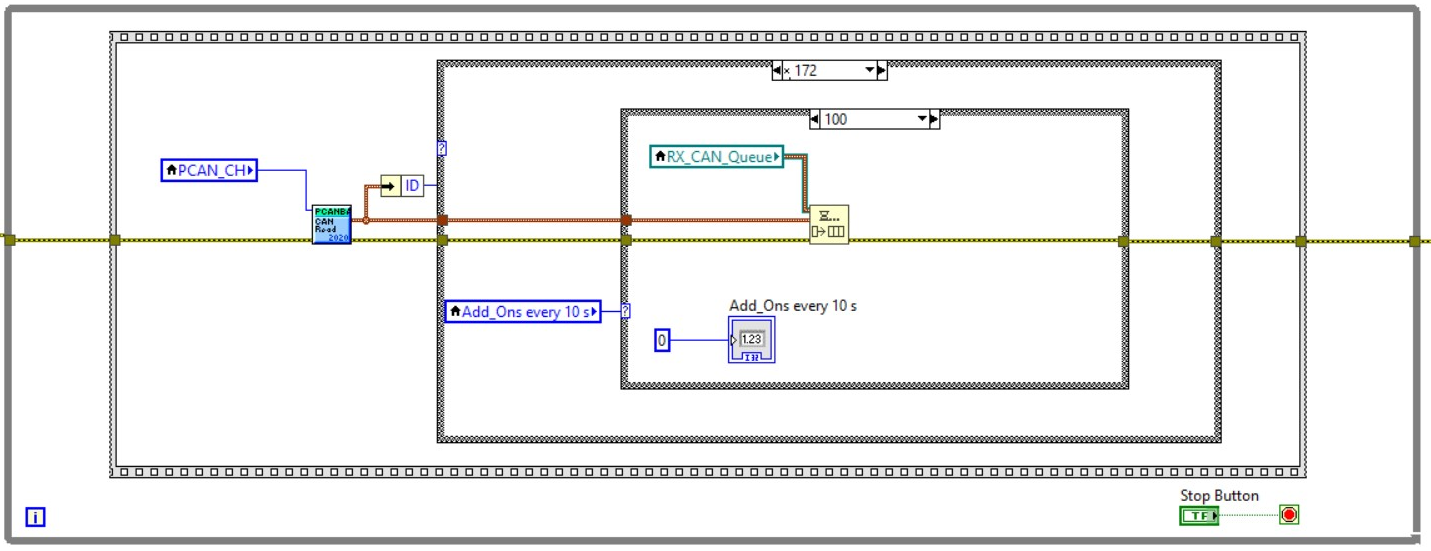 × 172
100
RX_CAN_Queue
PCAN_CH
ID
PCANBA
CAN
Read
2020
Add_Ons every 10 s
Add_Ons every 10 s
0
1.23
I32
Stop Button
TF
i